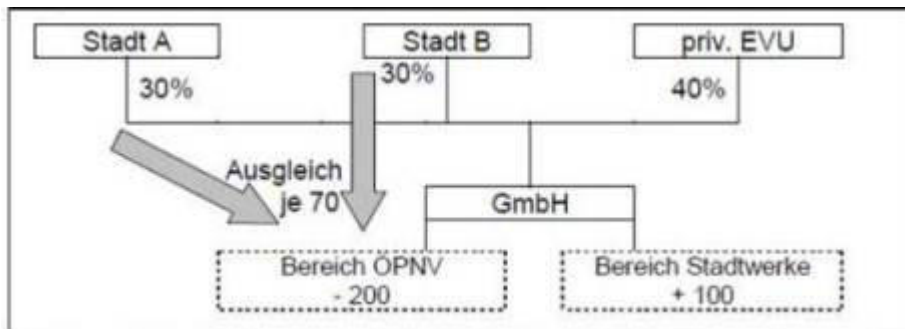 Stadt A
Stadt B
priv. EVU
30%
30%
40%
Ausgleich
je 70
GmbH
Bereich ÖPNV
- 200
Bereich Stadtwerke
+ 100